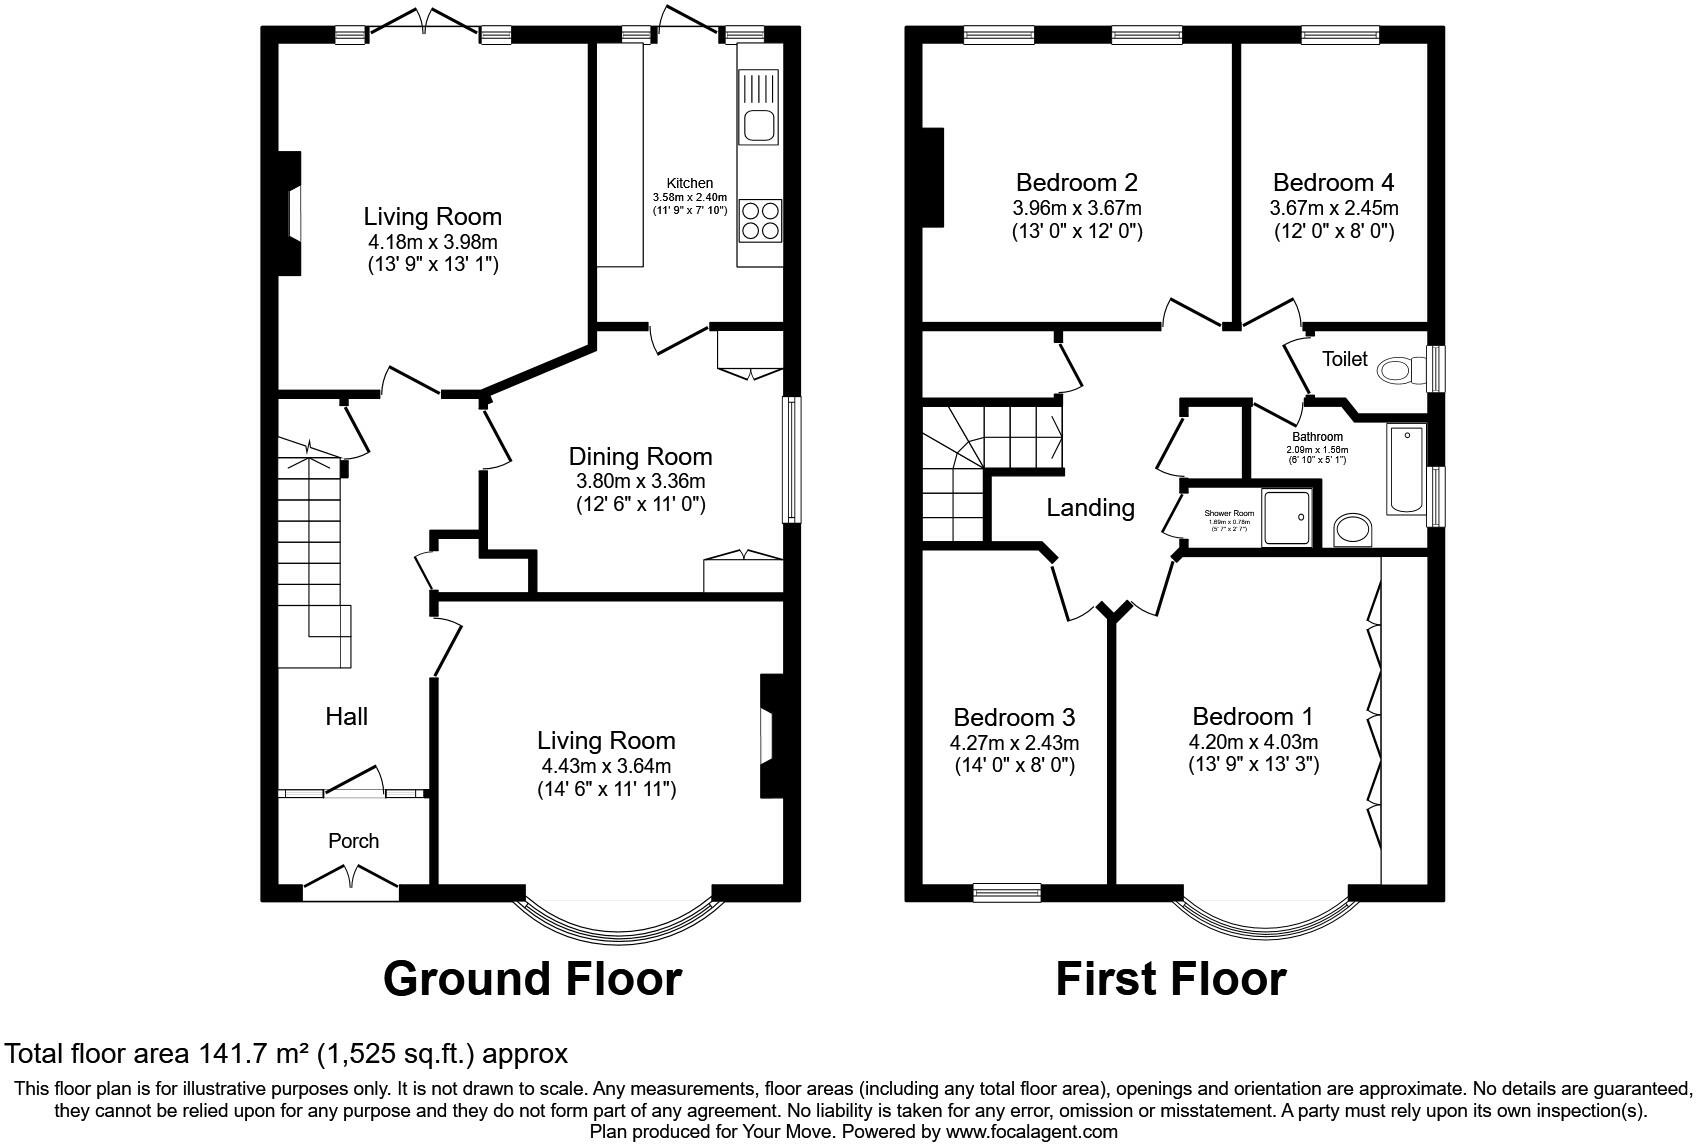 Living Room
4.18m x 3.98m
(13' 9" x 13' 1")
Kitchen
3.58m x 2.40m
(11' 9" x 7' 10")
Dining Room
3.80m x 3.36m
(12' 6" x 11' 0")
Hall
Living Room
4.43m x 3.64m
(14' 6" x 11' 11")
Porch
Ground Floor
Bedroom 2
3.96m x 3.67m
(13' 0" x 12' 0")
Bedroom 4
3.67m x 2.45m
(12' 0" x 8' 0")
Toilet
Bathroom
2.09m x 1.56m
(6' 10" x 5' 1")
Landing
Shower Room
1.69m x 0.78m
(5' 7" x 2' 7")
Bedroom 3
4.27m x 2.43m
(14' 0" x 8' 0")
Bedroom 1
4.20m x 4.03m
(13' 9" x 13' 3")
First Floor
Total floor area 141.7 m² (1,525 sq.ft.) approx
This floor plan is for illustrative purposes only. It is not drawn to scale. Any measurements, floor areas (including any total floor area), openings and orientation are approximate. No details are guaranteed,
they cannot be relied upon for any purpose and they do not form part of any agreement. No liability is taken for any error, omission or misstatement. A party must rely upon its own inspection(s).
Plan produced for Your Move. Powered by www.focalagent.com